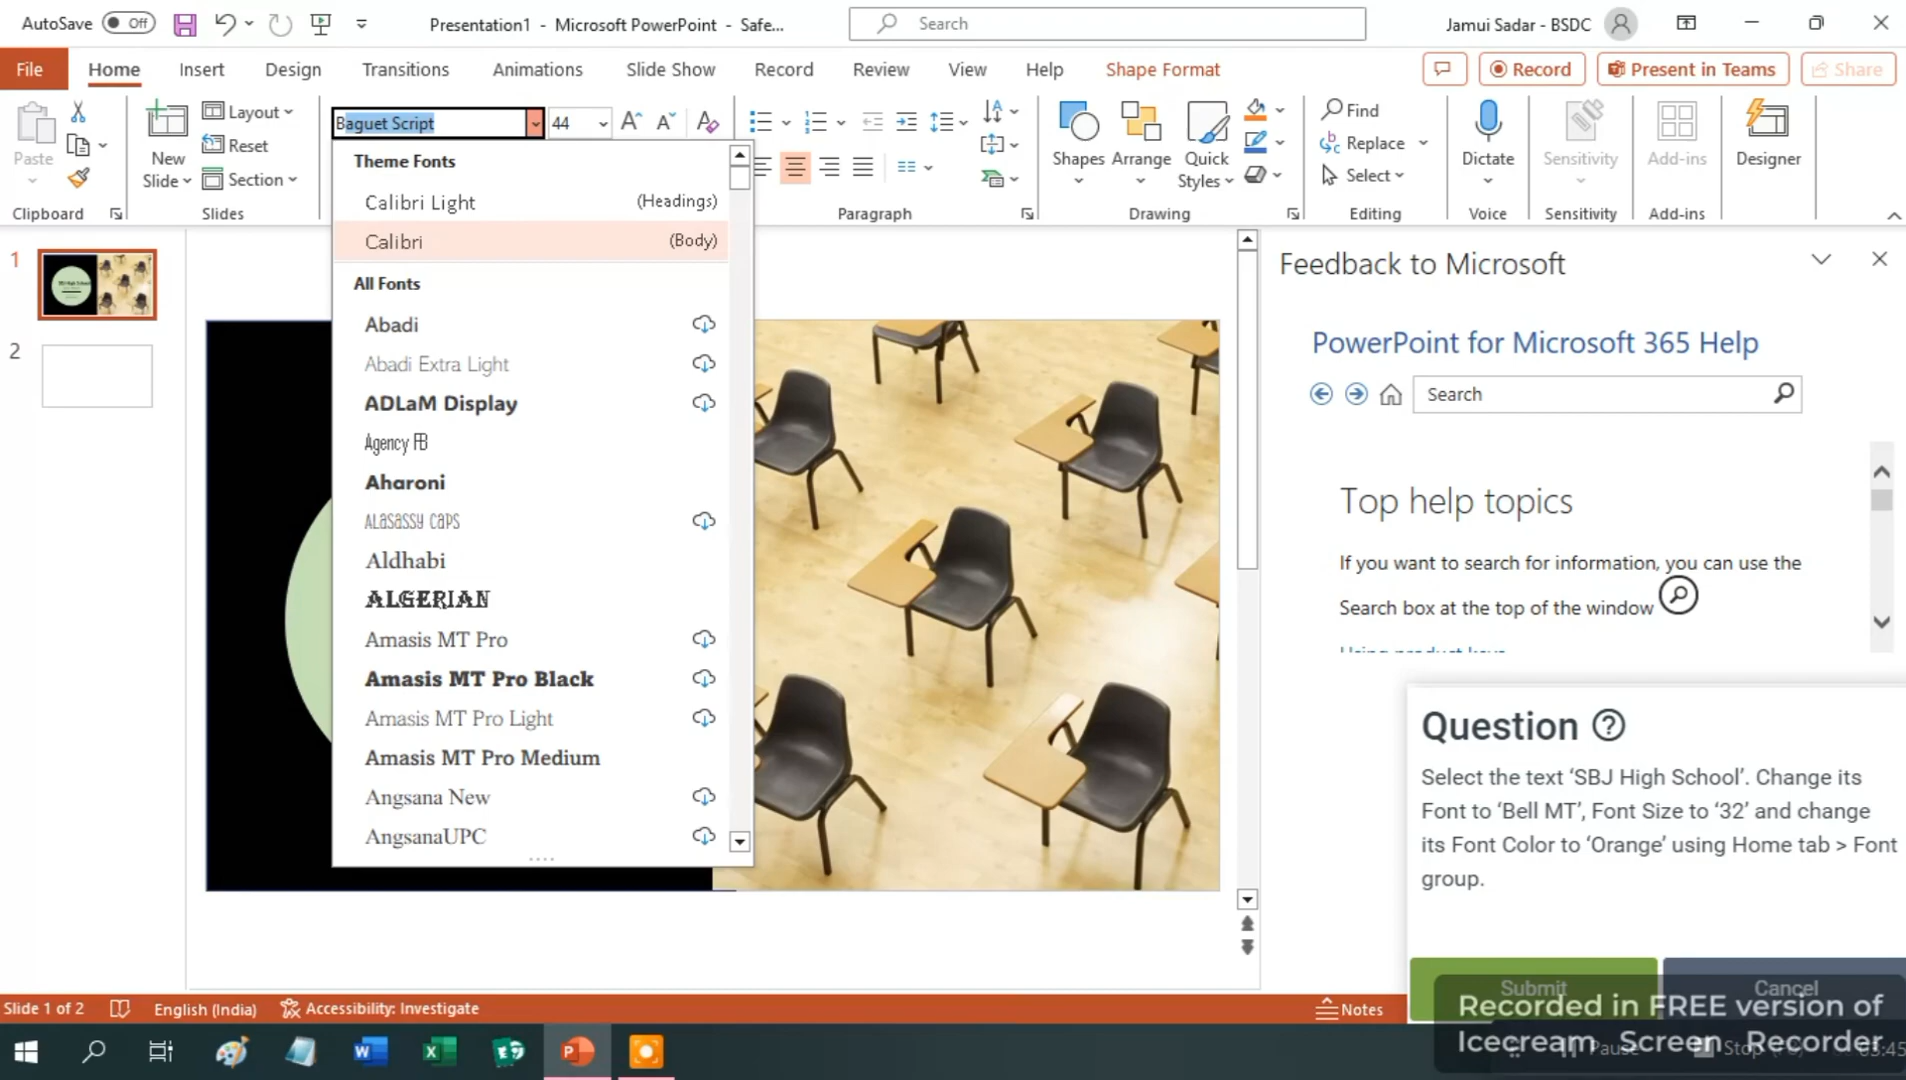 AutoSave Off Presentation1 - Microsoft PowerPoint - Safe... Search Jamui Sadar - BSDC
File Home Insert Design Transitions Animations Slide Show Record Review View Help Shape Format Record Present in Teams Share
Paste
New Slide
Layout
Reset
Section
Baguet Script 44
Shapes
Arrange
Quick Styles
Find
Replace
Select
Dictate
Sensitivity
Add-ins
Designer
Clipboard Slides Paragraph Drawing Editing Voice Sensitivity Add-ins
Theme Fonts
Calibri Light (Headings)
Calibri (Body)
All Fonts
Abadi
Abadi Extra Light
ADLaM Display
Agency FB
Aharoni
Alasassy Caps
Aldhabi
ALGERIAN
Amasis MT Pro
Amasis MT Pro Black
Amasis MT Pro Light
Amasis MT Pro Medium
Angsana New
AngsanaUPC
1
2
Feedback to Microsoft
PowerPoint for Microsoft 365 Help
Search
Top help topics
If you want to search for information, you can use the
Search box at the top of the window
Question
Select the text ‘SBJ High School’. Change its
Font to ‘Bell MT’, Font Size to ‘32’ and change
its Font Color to ‘Orange’ using Home tab > Font
group.
Submit Cancel
Recorded in FREE version of
Icecream Screen Recorder
Slide 1 of 2 English (India) Accessibility: Investigate Notes